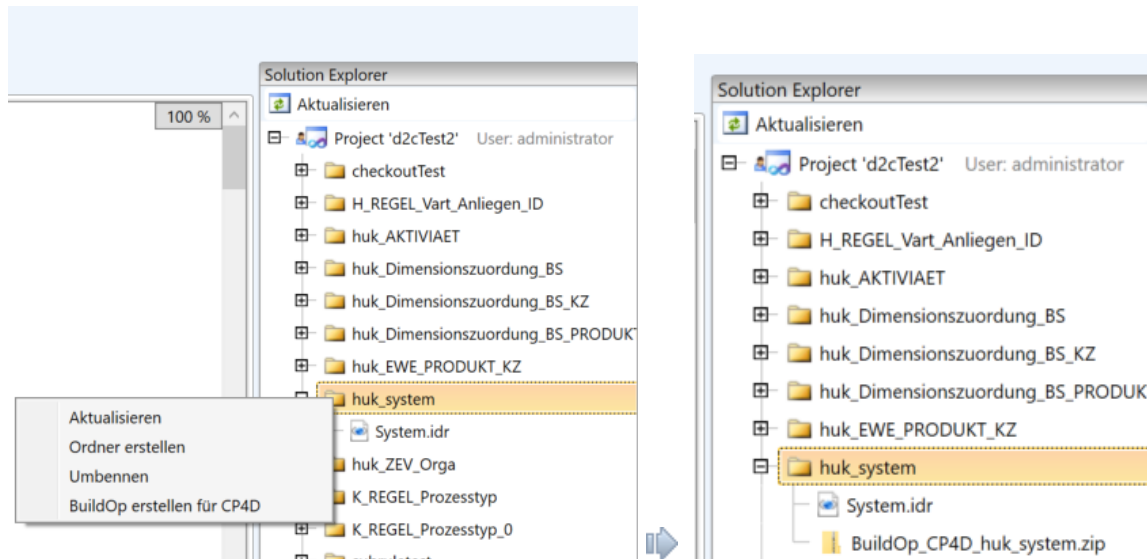 Solution Explorer
Aktualisieren
100 %
Project 'd2cTest2' User: administrator
checkoutTest
H_REGEL_Vart_Anliegen_ID
huk_AKTIVIAET
huk_Dimensionszuordung_BS
huk_Dimensionszuordung_BS_KZ
huk_Dimensionszuordung_BS_PRODUK
huk_EWE_PRODUKT_KZ
huk_system
System.idr
huk_ZEV_Orga
K_REGEL_Prozesstyp
K_REGEL_Prozesstyp_0
Aktualisieren
Ordner erstellen
Umbennen
BuildOp erstellen für CP4D
Solution Explorer
Aktualisieren
Project 'd2cTest2' User: administrator
checkoutTest
H_REGEL_Vart_Anliegen_ID
huk_AKTIVIAET
huk_Dimensionszuordung_BS
huk_Dimensionszuordung_BS_KZ
huk_Dimensionszuordung_BS_PRODUK
huk_EWE_PRODUKT_KZ
huk_system
System.idr
BuildOp_CP4D_huk_system.zip